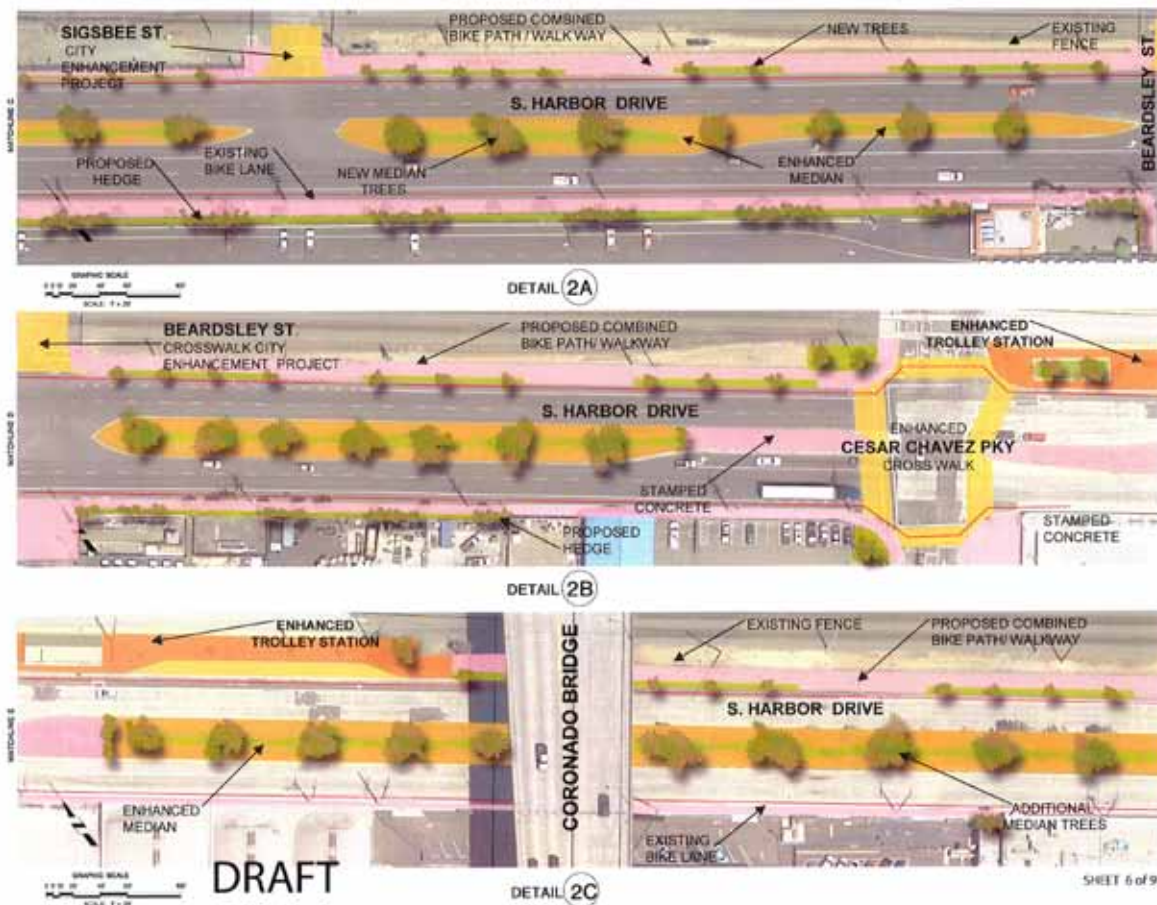 SIGSBEE ST.
CITY
ENHANCEMENT
PROJECT
PROPOSED COMBINED
BIKE PATH / WALK WAY
NEW TREES
EXISTING
FENCE
BEARDSLEY ST.
S. HARBOR DRIVE
PROPOSED
HEDGE
EXISTING
BIKE LANE
NEW MEDIAN
TREES
ENHANCED
MEDIAN
GRAPHIC SCALE
DETAIL 2A
BEARDSLEY ST.
CROSSWALK CITY
ENHANCEMENT PROJECT
PROPOSED COMBINED
BIKE PATH/ WALKWAY
ENHANCED
TROLLEY STATION
S. HARBOR DRIVE
ENHANCED
CESAR CHAVEZ PKY
CROSS WALK
STAMPED
CONCRETE
PROPOSED
HEDGE
STAMPED
CONCRETE
DETAIL 2B
ENHANCED
TROLLEY STATION
CORONADO BRIDGE
EXISTING FENCE
PROPOSED COMBINED
BIKE PATH/ WALKWAY
S. HARBOR DRIVE
ENHANCED
MEDIAN
EXISTING
BIKE LANE
ADDITIONAL
MEDIAN TREES
GRAPHIC SCALE
DRAFT
DETAIL 2C
SHEET 6 of 9